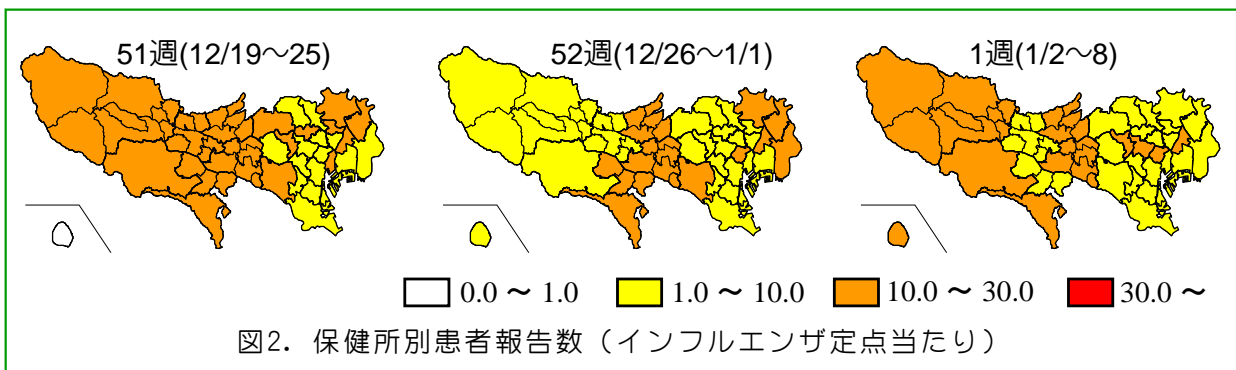 51週(12/19～25)
52週(12/26～1/1)
1週(1/2～8)
0.0 ～ 1.0
1.0 ～ 10.0
10.0 ～ 30.0
30.0 ～
図2．保健所別患者報告数（インフルエンザ定点当たり）